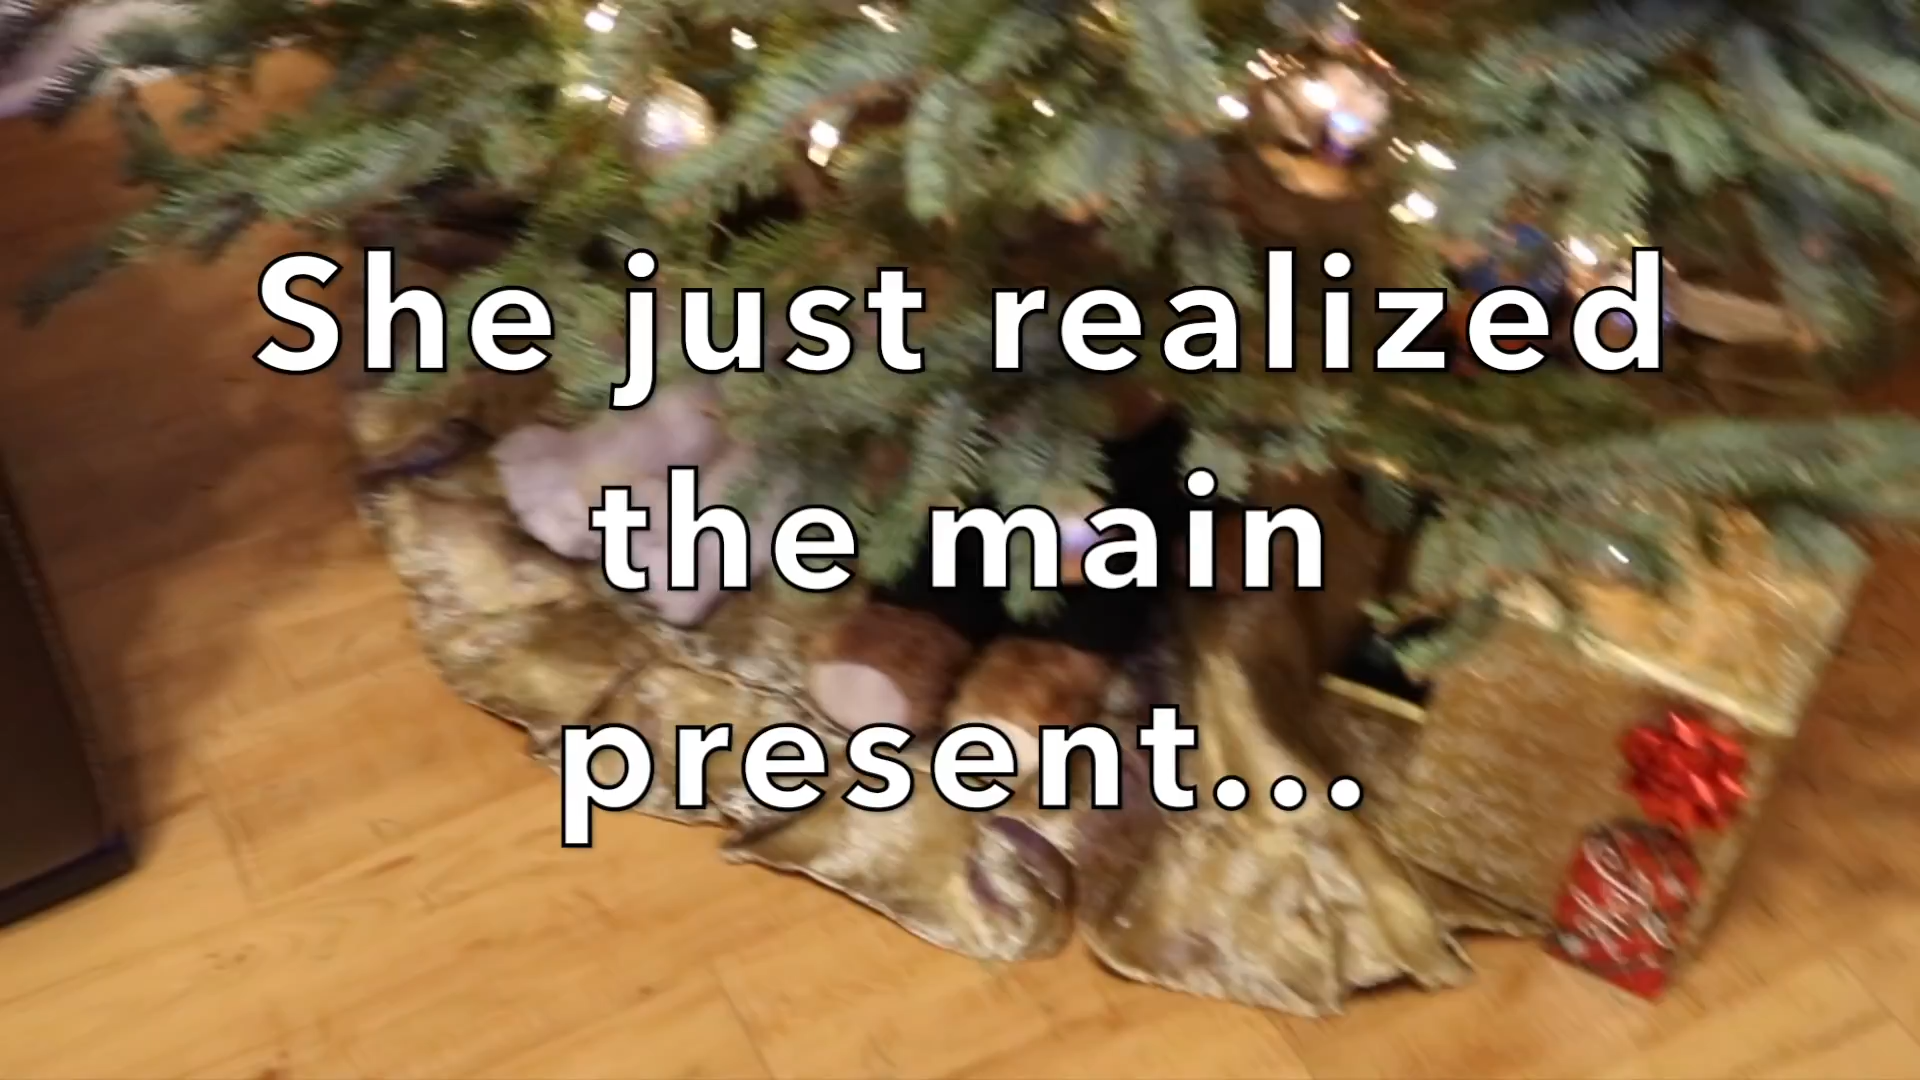 She just realized
the main
present...